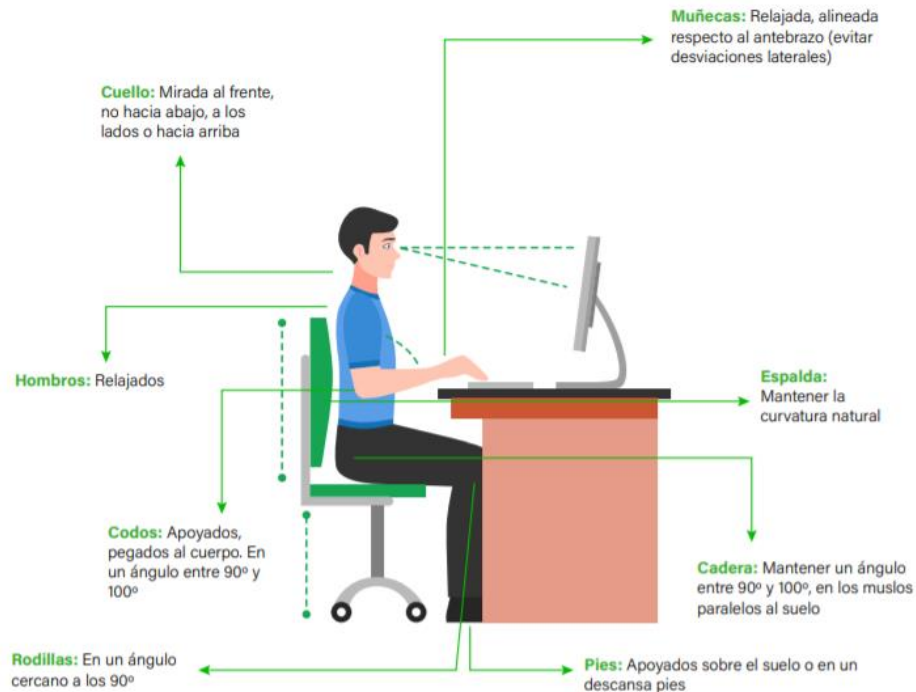 Muñecas: Relajada, alineada
respecto al antebrazo (evitar
desviaciones laterales)
Cuello: Mirada al frente,
no hacia abajo, a los
lados o hacia arriba
Hombros: Relajados
Espalda:
Mantener la
curvatura natural
Codos: Apoyados,
pegados al cuerpo. En
un ángulo entre 90º y
100º
Cadera: Mantener un ángulo
entre 90º y 100º, en los muslos
paralelos al suelo
Rodillas: En un ángulo
cercano a los 90º
Pies: Apoyados sobre el suelo o en un
descansa pies